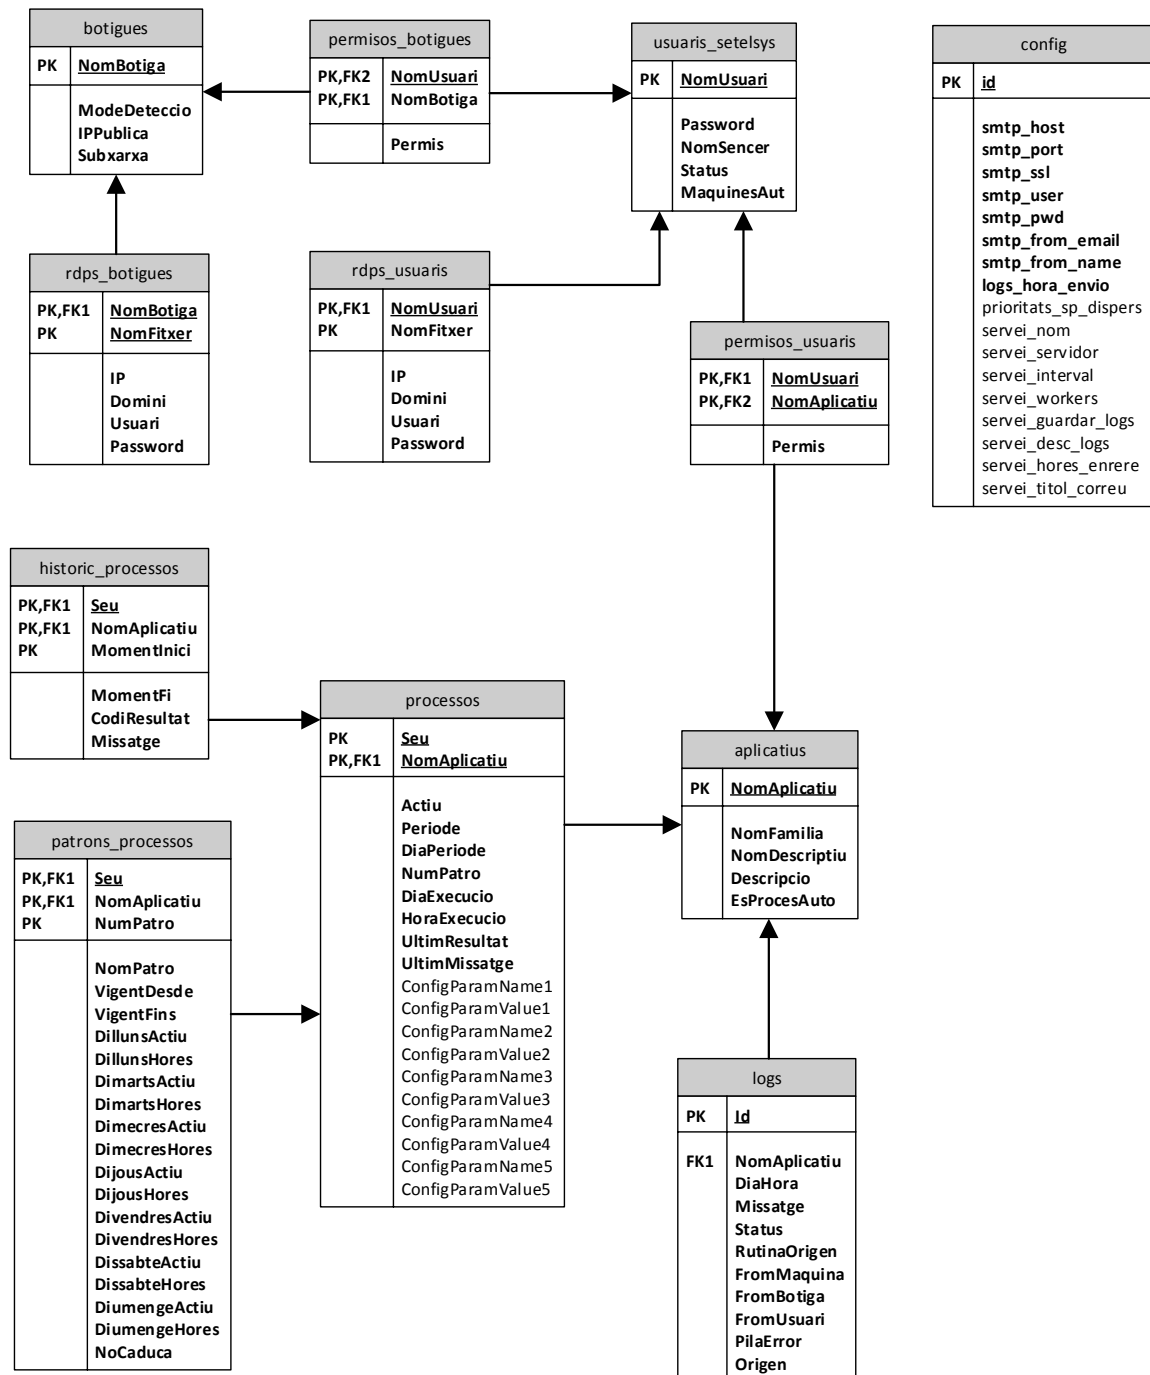 botigues
PK NomBotiga
ModeDeteccio
IPPublica
Subxarxa
permisos_botigues
PK,FK2 NomUsuari
PK,FK1 NomBotiga
Permis
usuaris_setelsys
PK NomUsuari
Password
NomSencer
Status
MaquinesAut
config
PK id
smtp_host
smtp_port
smtp_ssl
smtp_user
smtp_pwd
smtp_from_email
smtp_from_name
logs_hora_envio
prioritats_sp_dispers
servei_nom
servei_servidor
servei_interval
servei_workers
servei_guardar_logs
servei_desc_logs
servei_hores_enrere
servei_titol_correu
rdps_botigues
PK,FK1 NomBotiga
PK NomFitxer
IP
Domini
Usuari
Password
rdps_usuaris
PK,FK1 NomUsuari
PK NomFitxer
IP
Domini
Usuari
Password
permisos_usuaris
PK,FK1 NomUsuari
PK,FK2 NomAplicatiu
Permis
historic_processos
PK,FK1 Seu
PK,FK1 NomAplicatiu
PK MomentInici
MomentFi
CodiResultat
Missatge
processos
PK Seu
PK,FK1 NomAplicatiu
Actiu
Periode
DiaPeriode
NumPatro
DiaExecucio
HoraExecucio
UltimResultat
UltimMissatge
ConfigParamName1
ConfigParamValue1
ConfigParamName2
ConfigParamValue2
ConfigParamName3
ConfigParamValue3
ConfigParamName4
ConfigParamValue4
ConfigParamName5
ConfigParamValue5
aplicatius
PK NomAplicatiu
NomFamilia
NomDescriptiu
Descripcio
EsProcesAuto
patrons_processos
PK,FK1 Seu
PK,FK1 NomAplicatiu
PK NumPatro
NomPatro
VigentDesde
VigentFins
DillunsActiu
DillunsHores
DimartsActiu
DimartsHores
DimecresActiu
DimecresHores
DijousActiu
DijousHores
DivendresActiu
DivendresHores
DissabteActiu
DissabteHores
DiumengeActiu
DiumengeHores
NoCaduca
logs
PK Id
FK1 NomAplicatiu
DiaHora
Missatge
Status
RutinaOrigen
FromMaquina
FromBotiga
FromUsuari
PilaError
Origen